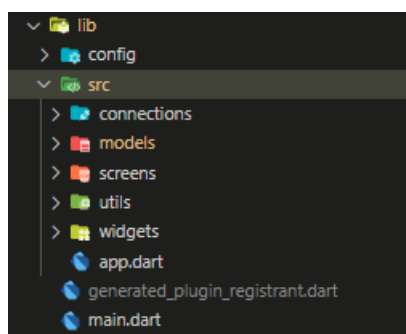 lib
config
src
connections
models
screens
utils
widgets
app.dart
generated_plugin_registrant.dart
main.dart